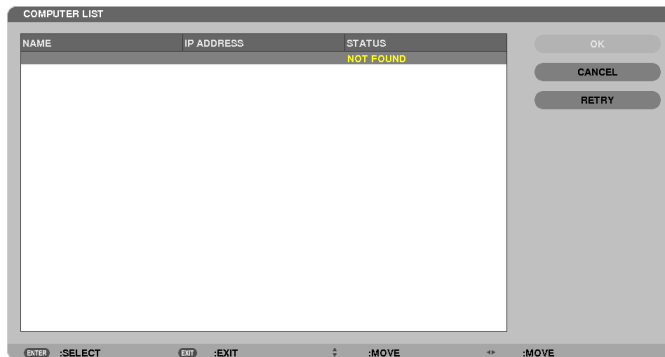 COMPUTER LIST
NAME IP ADDRESS STATUS
NOT FOUND
OK
CANCEL
RETRY
ENTER :SELECT EXIT :EXIT :MOVE :MOVE